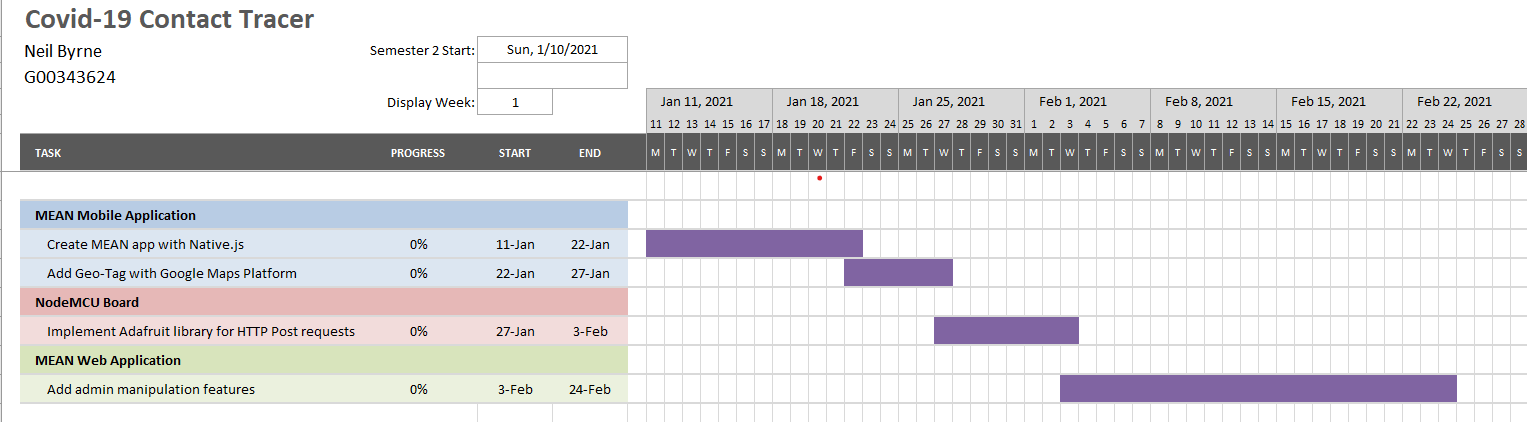 Covid-19 Contact Tracer
Neil Byrne Semester 2 Start: Sun, 1/10/2021
G00343624
Display Week: 1
Jan 11, 2021 Jan 18, 2021 Jan 25, 2021 Feb 1, 2021 Feb 8, 2021 Feb 15, 2021 Feb 22, 2021
11 12 13 14 15 16 17 18 19 20 21 22 23 24 25 26 27 28 29 30 31 1 2 3 4 5 6 7 8 9 10 11 12 13 14 15 16 17 18 19 20 21 22 23 24 25 26 27 28
TASK PROGRESS START END M T W T F S S M T W T F S S M T W T F S S M T W T F S S M T W T F S S M T W T F S S M T W T F S S
MEAN Mobile Application
Create MEAN app with Native.js 0% 11-Jan 22-Jan
Add Geo-Tag with Google Maps Platform 0% 22-Jan 27-Jan
NodeMCU Board
Implement Adafruit library for HTTP Post requests 0% 27-Jan 3-Feb
MEAN Web Application
Add admin manipulation features 0% 3-Feb 24-Feb